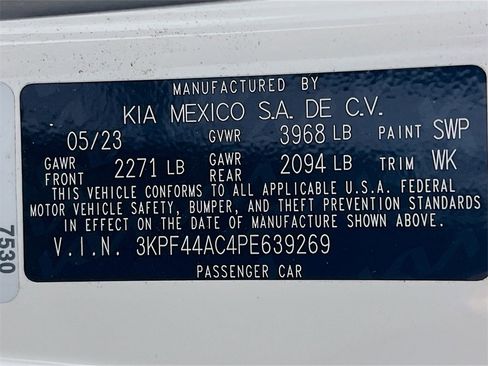 MANUFACTURED BY
KIA MEXICO S.A. DE C.V.
05/23 GVWR 3968 LB PAINT SWP
GAWR FRONT 2271 LB GAWR REAR 2094 LB TRIM WK
THIS VEHICLE CONFORMS TO ALL APPLICABLE U.S.A. FEDERAL
MOTOR VEHICLE SAFETY, BUMPER, AND THEFT PREVENTION STANDARDS
IN EFFECT ON THE DATE OF MANUFACTURE SHOWN ABOVE.
V.I.N. 3KPF44AC4PE639269
PASSENGER CAR
7530